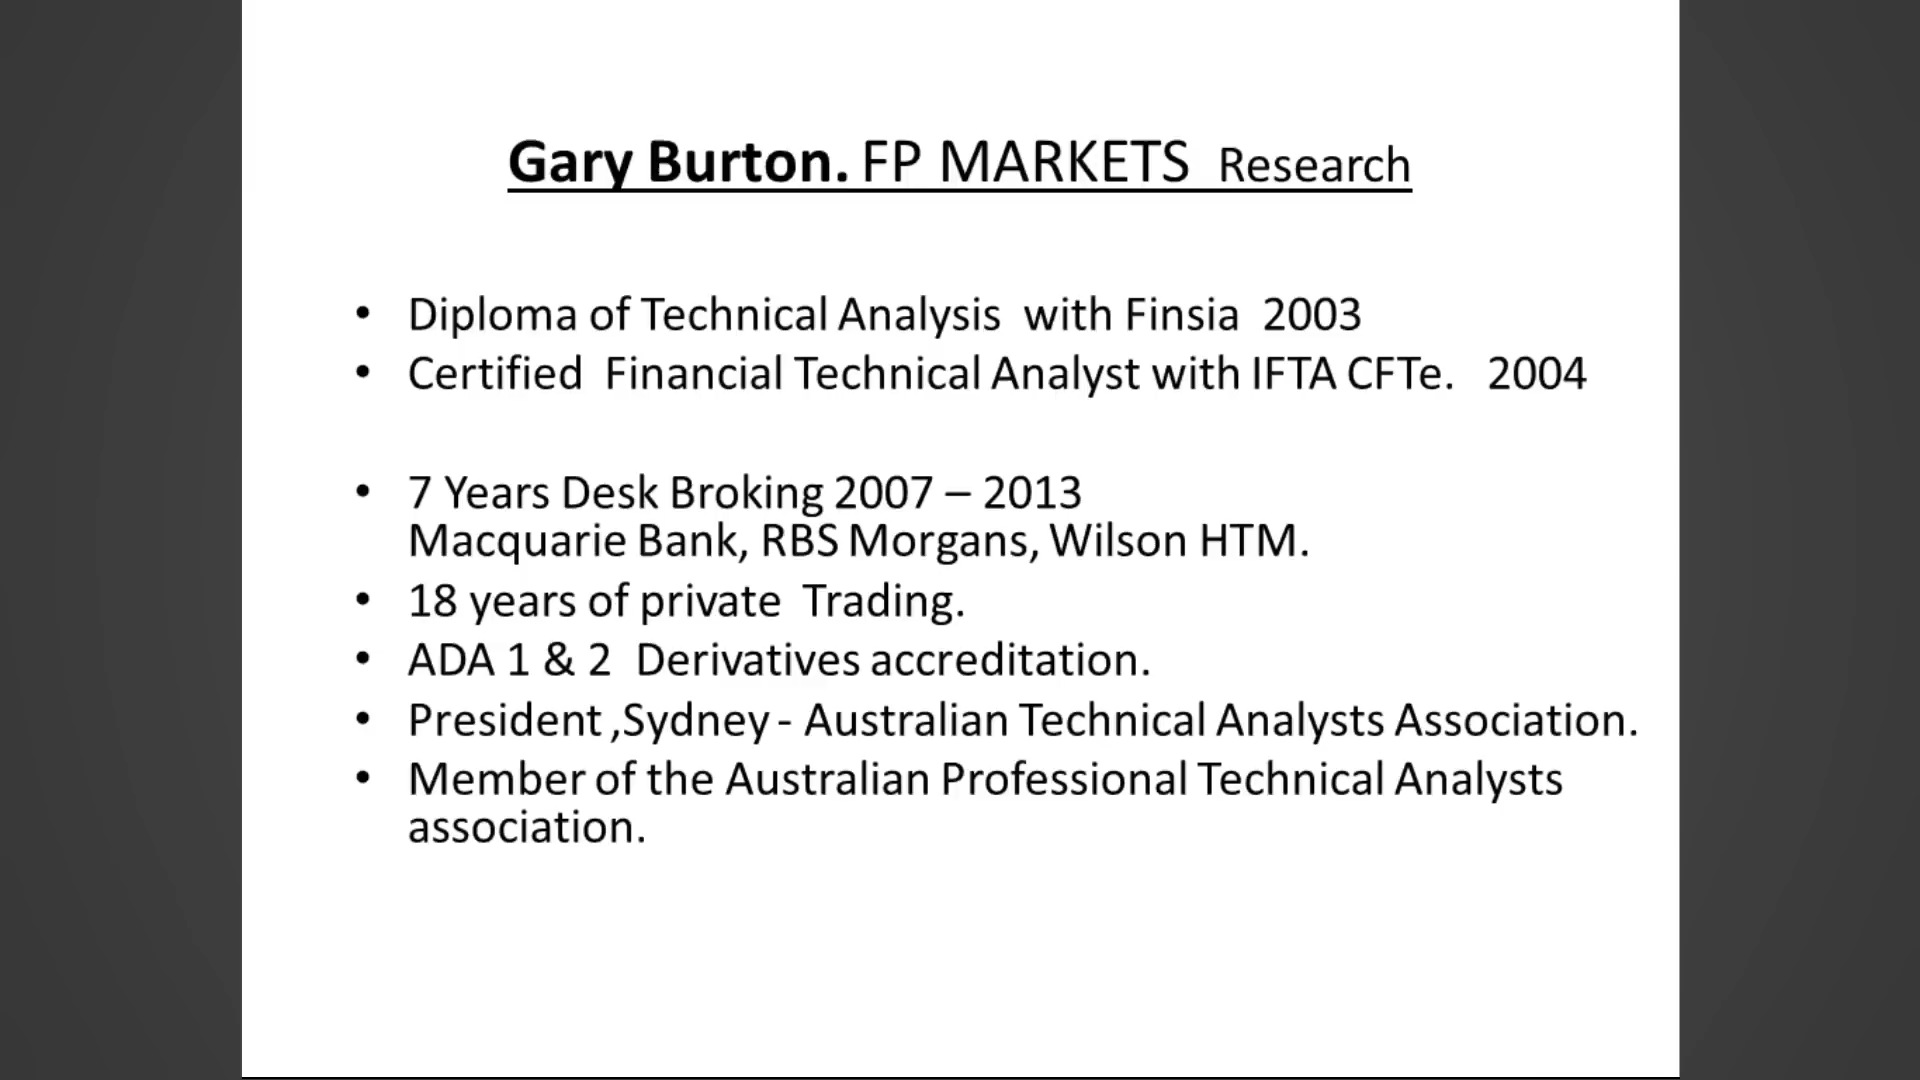 Gary Burton. FP MARKETS Research
• Diploma of Technical Analysis with Finsia 2003
• Certified Financial Technical Analyst with IFTA CFTe. 2004
• 7 Years Desk Broking 2007 – 2013
Macquarie Bank, RBS Morgans, Wilson HTM.
• 18 years of private Trading.
• ADA 1 & 2 Derivatives accreditation.
• President ,Sydney - Australian Technical Analysts Association.
• Member of the Australian Professional Technical Analysts
association.